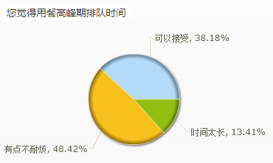 您觉得用餐高峰期排队时间
可以接受, 38.18%
时间太长, 13.41%
有点不耐烦, 48.42%